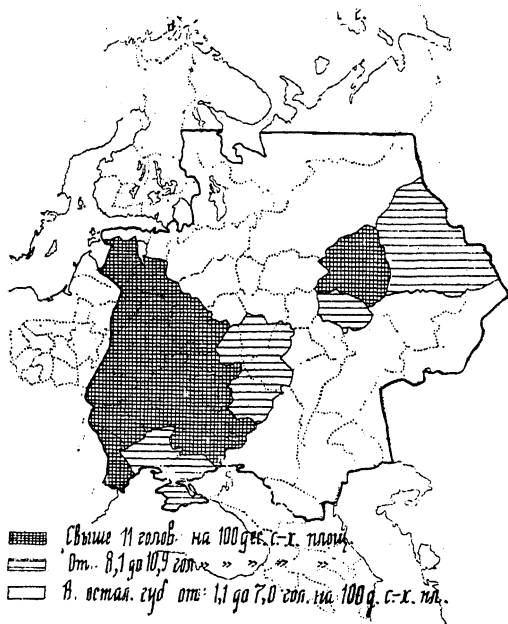 Свыше 11 голов. на 100 дес. с-х. площ.
От. 8,1 до 10,9 гол. » » » » »
В. остал. губ от: 1,1 до 7,0 гол. на 100 д. с-х. пл.